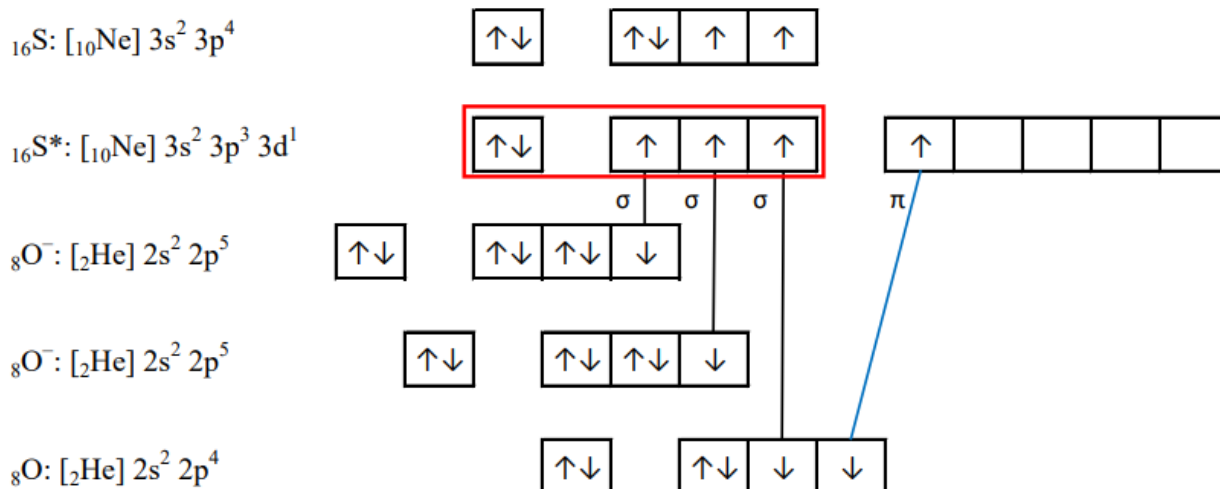 ₁₆S: [₁₀Ne] 3s² 3p⁴ ↑↓ ↑↓ ↑ ↑
₁₆S*: [₁₀Ne] 3s² 3p³ 3d¹ ↑↓ ↑ ↑ ↑ ↑
σ σ σ π
₈O⁻: [₂He] 2s² 2p⁵ ↑↓ ↑↓ ↑↓ ↓
₈O⁻: [₂He] 2s² 2p⁵ ↑↓ ↑↓ ↑↓ ↓
₈O: [₂He] 2s² 2p⁴ ↑↓ ↑↓ ↓ ↓